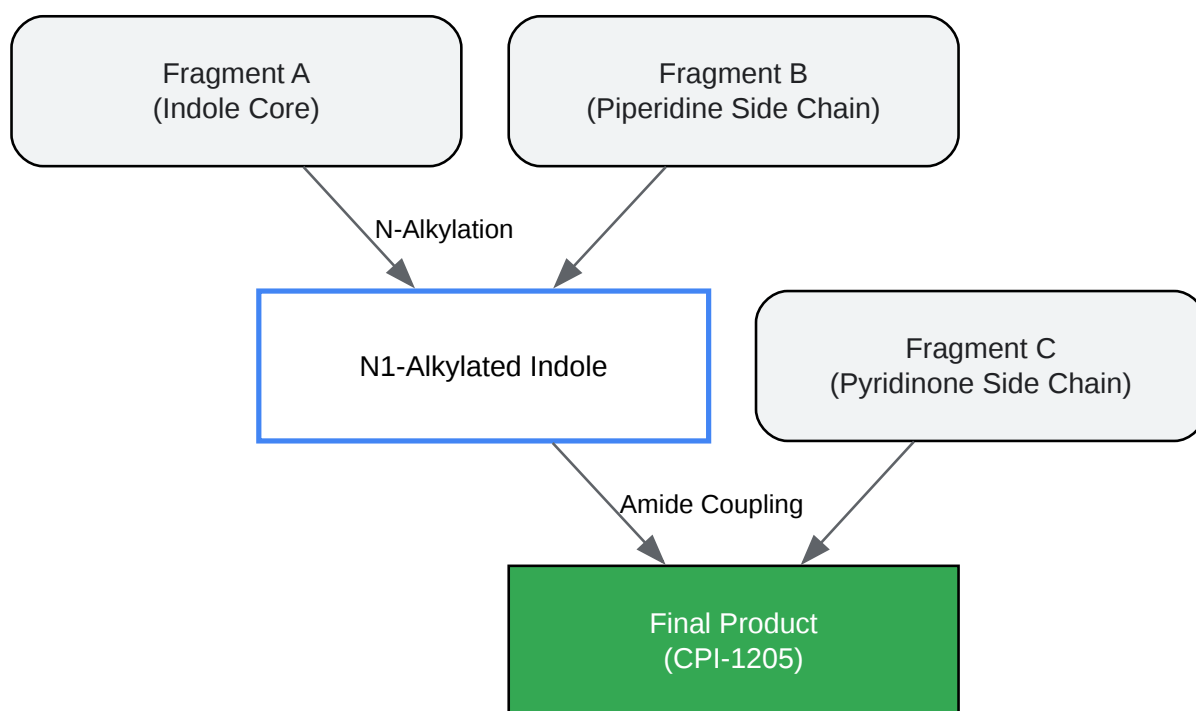 Fragment A
(Indole Core)
Fragment B
(Piperidine Side Chain)
N-Alkylation
N1-Alkylated Indole
Fragment C
(Pyridinone Side Chain)
Amide Coupling
Final Product
(CPI-1205)